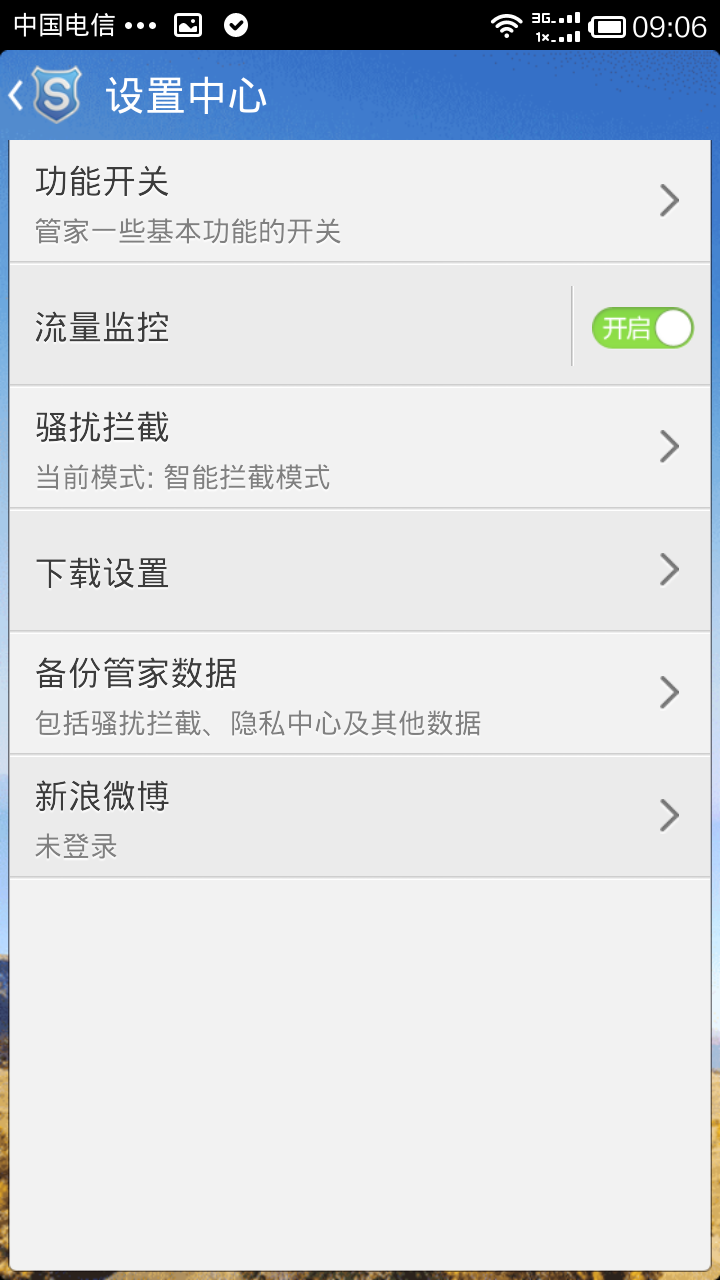 中国电信 ••• 3G 1x 09:06
S 设置中心
功能开关
管家一些基本功能的开关
流量监控 开启
骚扰拦截
当前模式: 智能拦截模式
下载设置
备份管家数据
包括骚扰拦截、隐私中心及其他数据
新浪微博
未登录